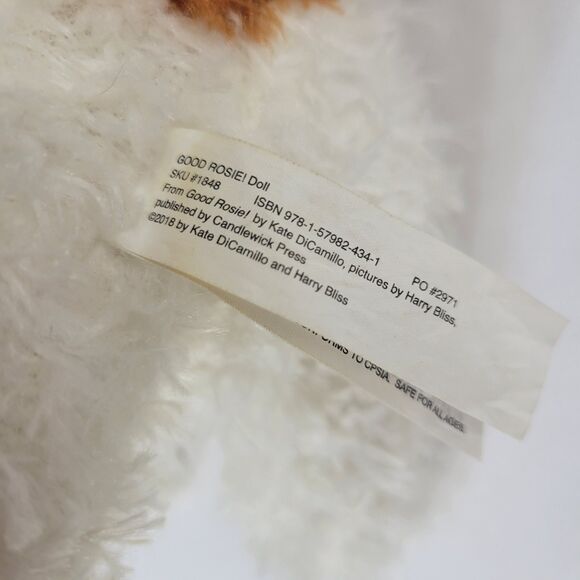 GOOD ROSIE! Doll
SKU #1848 ISBN 978-1-57982-434-1 PO #2971
From Good Rosie! by Kate DiCamillo, pictures by Harry Bliss,
published by Candlewick Press
©2018 by Kate DiCamillo and Harry Bliss
TO CPSIA. SAFE FOR ALL AGES.